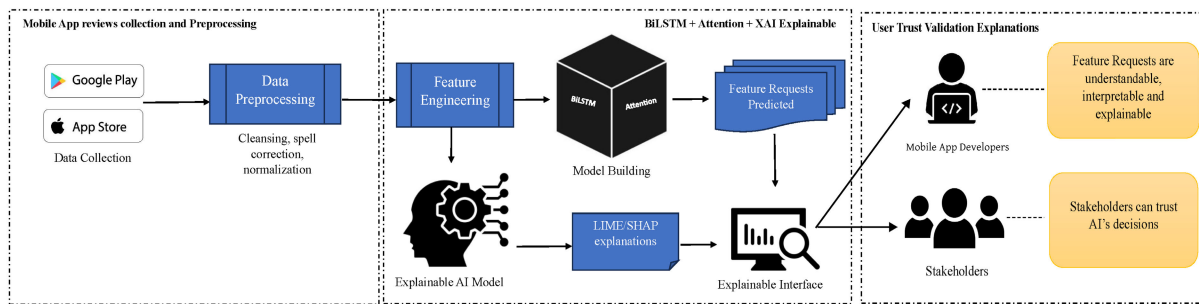 Mobile App reviews collection and Preprocessing
Google Play
App Store
Data Collection
Data
Preprocessing
Cleansing, spell
correction,
normalization
BiLSTM + Attention + XAI Explainable
Feature
Engineering
BiLSTM
Attention
Model Building
Feature Requests
Predicted
Explainable AI Model
LIME/SHAP
explanations
Explainable Interface
User Trust Validation Explanations
</>
Mobile App Developers
Feature Requests are
understandable,
interpretable and
explainable
Stakeholders
Stakeholders can trust
AI's decisions